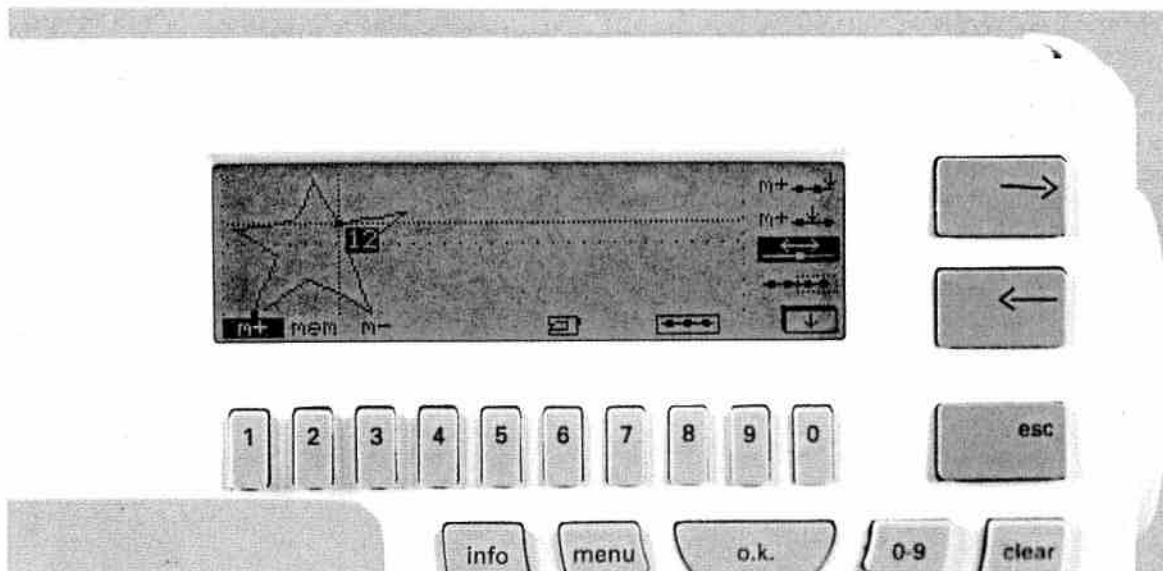 m+
m+
12
m+ mem m-
1 2 3 4 5 6 7 8 9 0
esc
info menu o.k. 0-9 clear